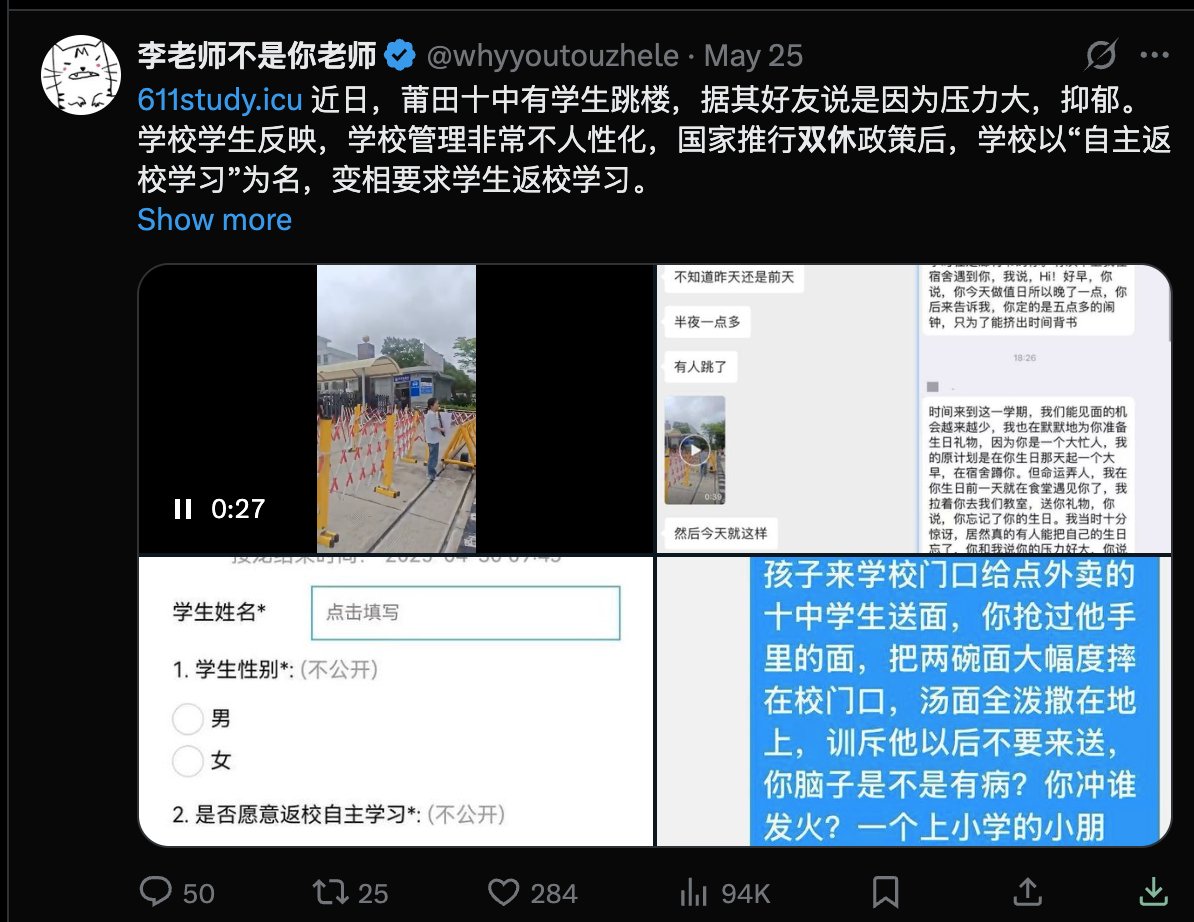 李老师不是你老师 @whyyoutouzhele · May 25
611study.icu 近日，莆田十中有学生跳楼，据其好友说是因为压力大，抑郁。
学校学生反映，学校管理非常不人性化，国家推行双休政策后，学校以“自主返
校学习”为名，变相要求学生返校学习。
Show more
0:27
不知道昨天还是前天
半夜一点多
有人跳了
0:39
然后今天就这样
宿舍遇到你，我说，Hi！好早，你
说，你今天做值日所以晚了一点，你
后来告诉我，你定的是五点多的闹
钟，只为了能挤出时间背书
18:26
时间来到这一学期，我们能见面的机
会越来越少，我也在默默地为你准备
生日礼物，因为你是一个大忙人，我
的原计划是在你生日那天起一个大
早，在宿舍蹲你。但命运弄人，我在
你生日前一天就在食堂遇见你了，我
拉着你去我们教室，送你礼物，你
说，你忘记了你的生日。我当时十分
惊讶，居然真的有人能把自己的生日
忘了，你和我说你的压力好大，你说
学生姓名*
点击填写
1. 学生性别*: (不公开)
男
女
2. 是否愿意返校自主学习*: (不公开)
孩子来学校门口给点外卖的
十中学生送面，你抢过他手
里的面，把两碗面大幅度摔
在校门口，汤面全泼撒在地
上，训斥他以后不要来送，
你脑子是不是有病？你冲谁
发火？一个上小学的小朋
50
25
284
94K